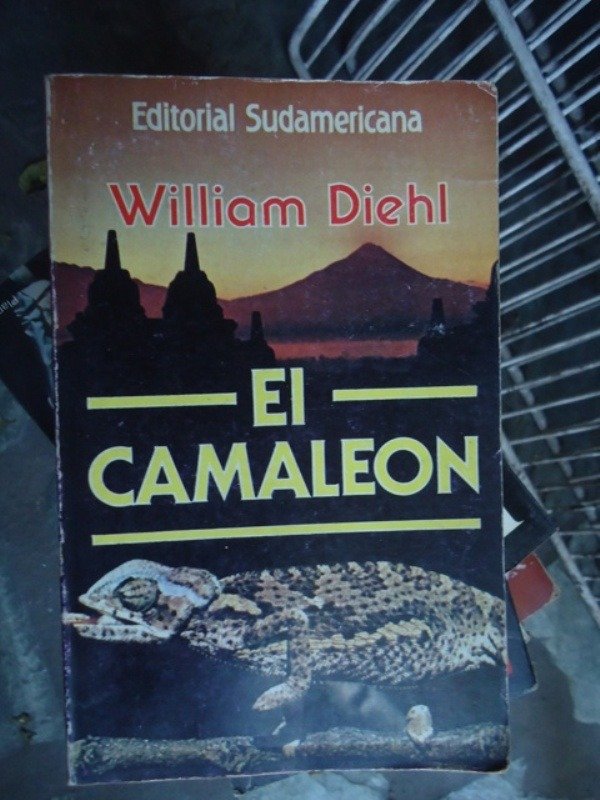 Editorial Sudamericana
William Diehl
El
CAMALEON